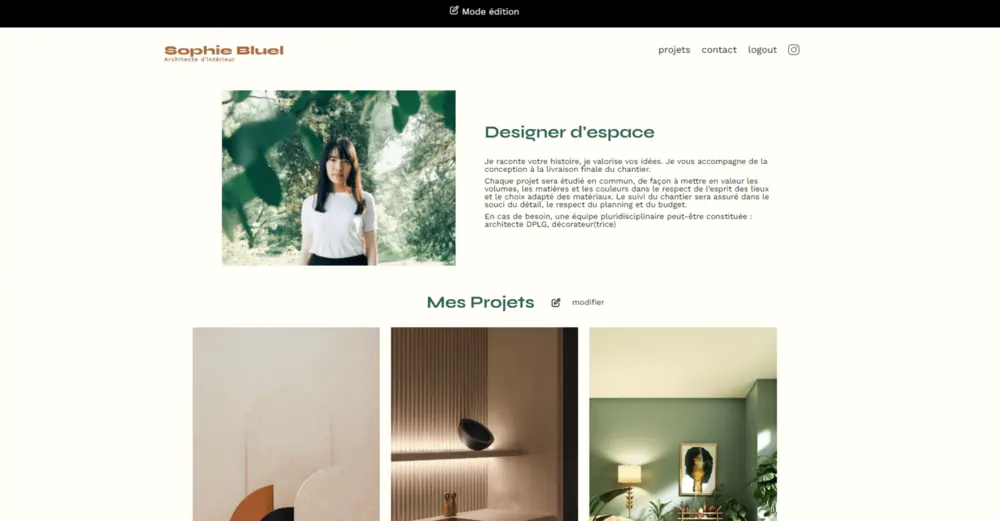 Mode édition
Sophie Bluel
Architecte d'intérieur
projets contact logout
Designer d'espace
Je raconte votre histoire, je valorise vos idées. Je vous accompagne de la
conception à la livraison finale du chantier.
Chaque projet sera étudié en commun, de façon à mettre en valeur les
volumes, les matières et les couleurs dans le respect de l'esprit des lieux
et le choix adapté des matériaux. Le suivi du chantier sera assuré dans le
souci du détail, le respect du planning et du budget.
En cas de besoin, une équipe pluridisciplinaire peut-être constituée :
architecte DPLG, décorateur(trice)
Mes Projets modifier